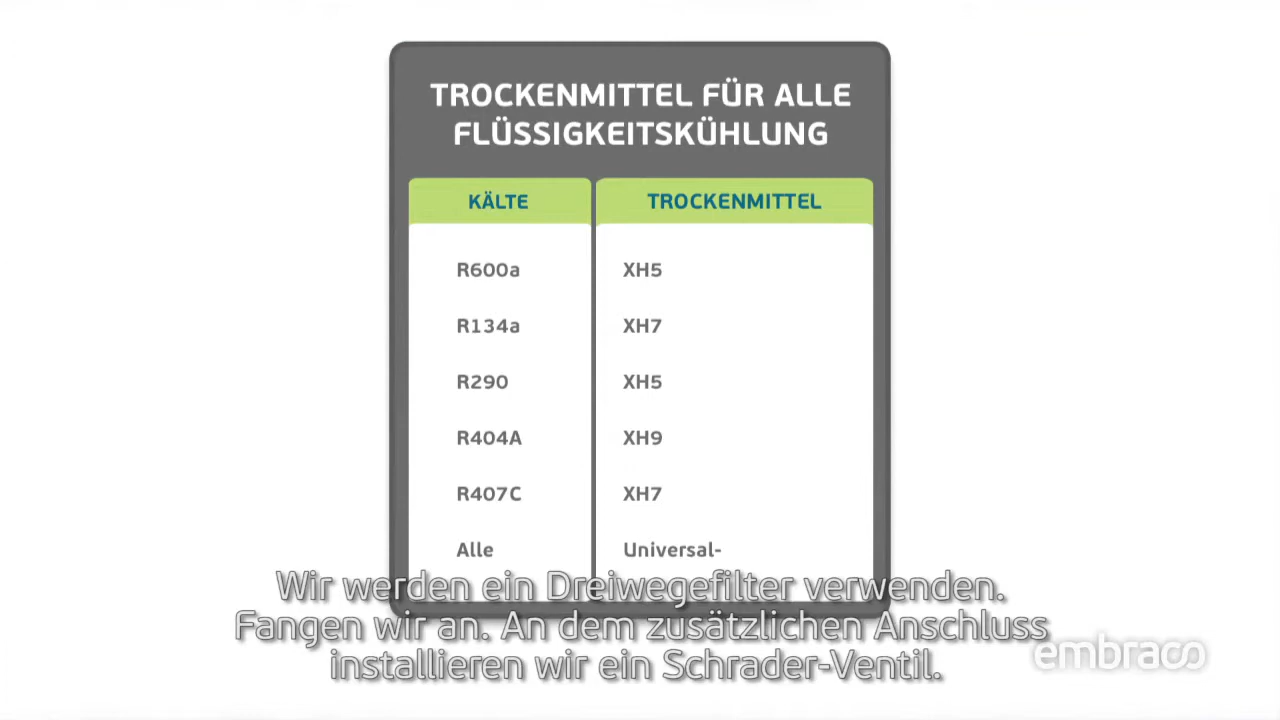 TROCKENMITTEL FÜR ALLE
FLÜSSIGKEITSKÜHLUNG
KÄLTE TROCKENMITTEL
R600a XH5
R134a XH7
R290 XH5
R404A XH9
R407C XH7
Alle Universal-
Wir werden ein Dreiwegefilter verwenden.
Fangen wir an. An dem zusätzlichen Anschluss
installieren wir ein Schrader-Ventil.
embraco